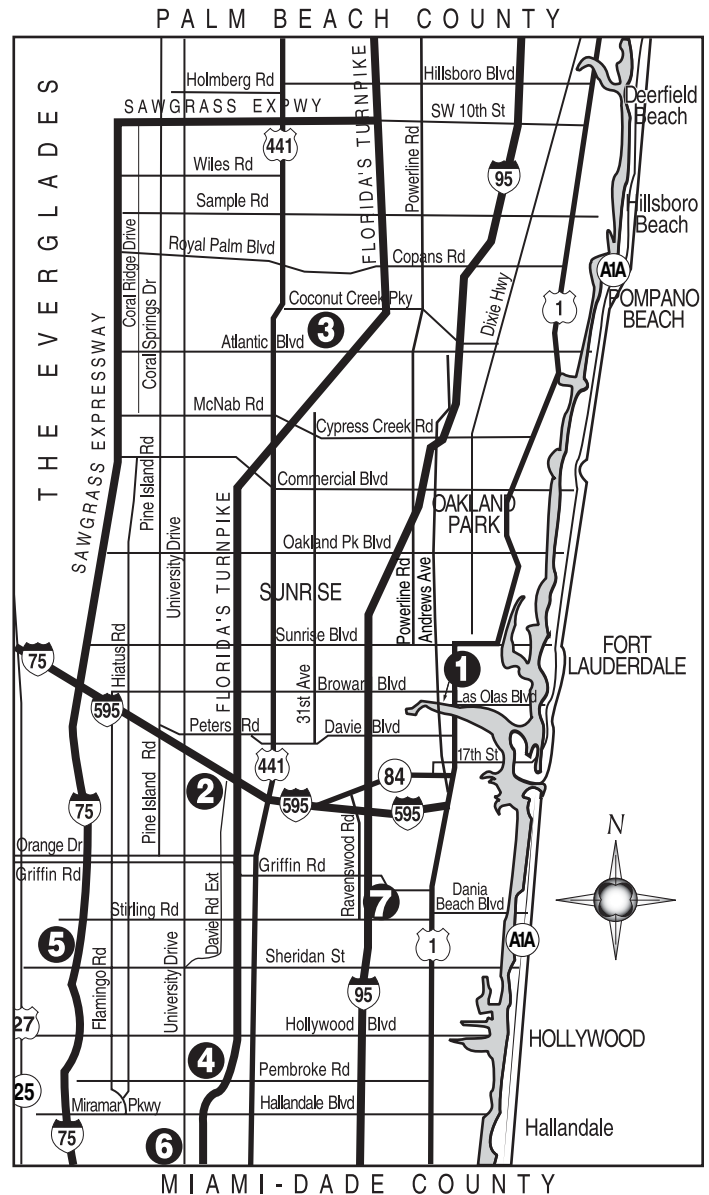 PALM BEACH COUNTY
Holmberg Rd
Hillsboro Blvd
Deerfield
Beach
SAWGRASS EXPWY
SW 10th St
441
FLORIDA'S TURNPIKE
Powerline Rd
THE EVERGLADES
Wiles Rd
95
Sample Rd
Hillsboro
Beach
Coral Ridge Drive
Royal Palm Blvd
Copans Rd
A1A
Coral Springs Dr
Coconut Creek Pky
Dixie Hwy
1
POMPANO
BEACH
3
Atlantic Blvd
SAWGRASS EXPRESSWAY
McNab Rd
Cypress Creek Rd
Pine Island Rd
Commercial Blvd
OAKLAND
PARK
University Drive
FLORIDA'S TURNPIKE
Oakland Pk Blvd
SUNRISE
Powerline Rd
Andrews Ave
75
Hiatus Rd
Sunrise Blvd
FORT
LAUDERDALE
1
31st Ave
Browar Blvd
Las Olas Blvd
595
Peters Rd
Davie Blvd
Pine Island Rd
441
17th St
84
75
2
595
595
Orange Dr
Ravenswood Rd
N
Griffin Rd
Griffin Rd
Davie Rd Ext
Stirling Rd
7
Dania
Beach Blvd
5
1
A1A
Flamingo Rd
University Drive
Sheridan St
95
27
Hollywood Blvd
HOLLYWOOD
4
25
Pembroke Rd
Miramar Pkwy
Hallandale Blvd
75
6
Hallandale
MIAMI-DADE COUNTY